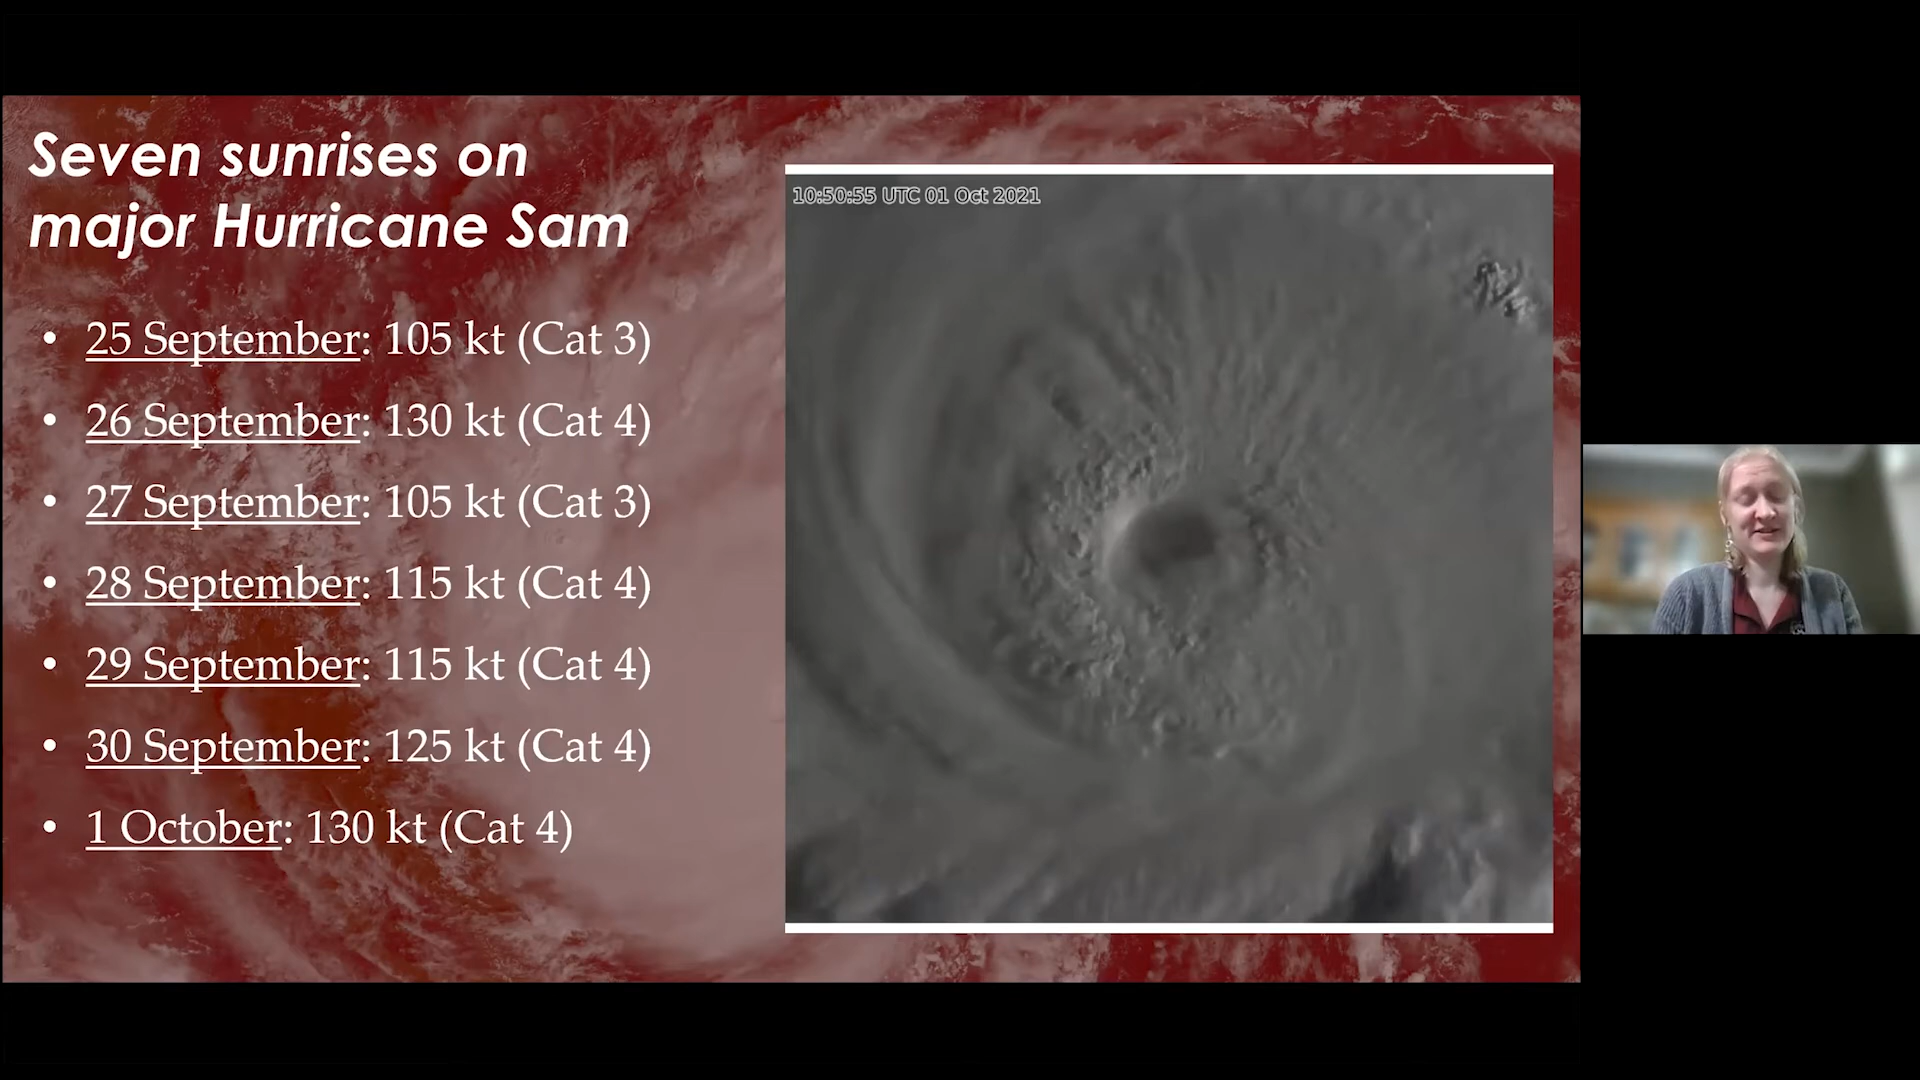 Seven sunrises on
major Hurricane Sam
• 25 September: 105 kt (Cat 3)
• 26 September: 130 kt (Cat 4)
• 27 September: 105 kt (Cat 3)
• 28 September: 115 kt (Cat 4)
• 29 September: 115 kt (Cat 4)
• 30 September: 125 kt (Cat 4)
• 1 October: 130 kt (Cat 4)
10:50:55 UTC 01 Oct 2021